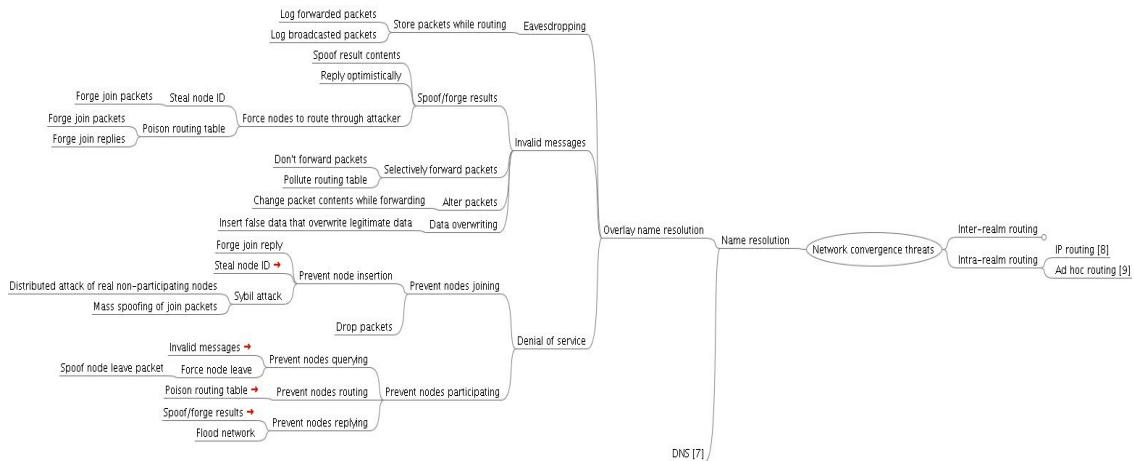 Log forwarded packets
Log broadcasted packets
Store packets while routing
Eavesdropping
Spoof result contents
Reply optimistically
Spoof/forge results
Forge join packets
Steal node ID
Forge join packets
Forge join replies
Poison routing table
Force nodes to route through attacker
Invalid messages
Don't forward packets
Pollute routing table
Selectively forward packets
Change packet contents while forwarding
Alter packets
Insert false data that overwrite legitimate data
Data overwriting
Overlay name resolution
Name resolution
Network convergence threats
Inter-realm routing
Intra-realm routing
IP routing [8]
Ad hoc routing [9]
Forge join reply
Steal node ID
Prevent node insertion
Distributed attack of real non-participating nodes
Mass spoofing of join packets
Sybil attack
Prevent nodes joining
Drop packets
Denial of service
Invalid messages
Spoof node leave packet
Force node leave
Prevent nodes querying
Poison routing table
Prevent nodes routing
Prevent nodes participating
Spoof/forge results
Flood network
Prevent nodes replying
DNS [7]